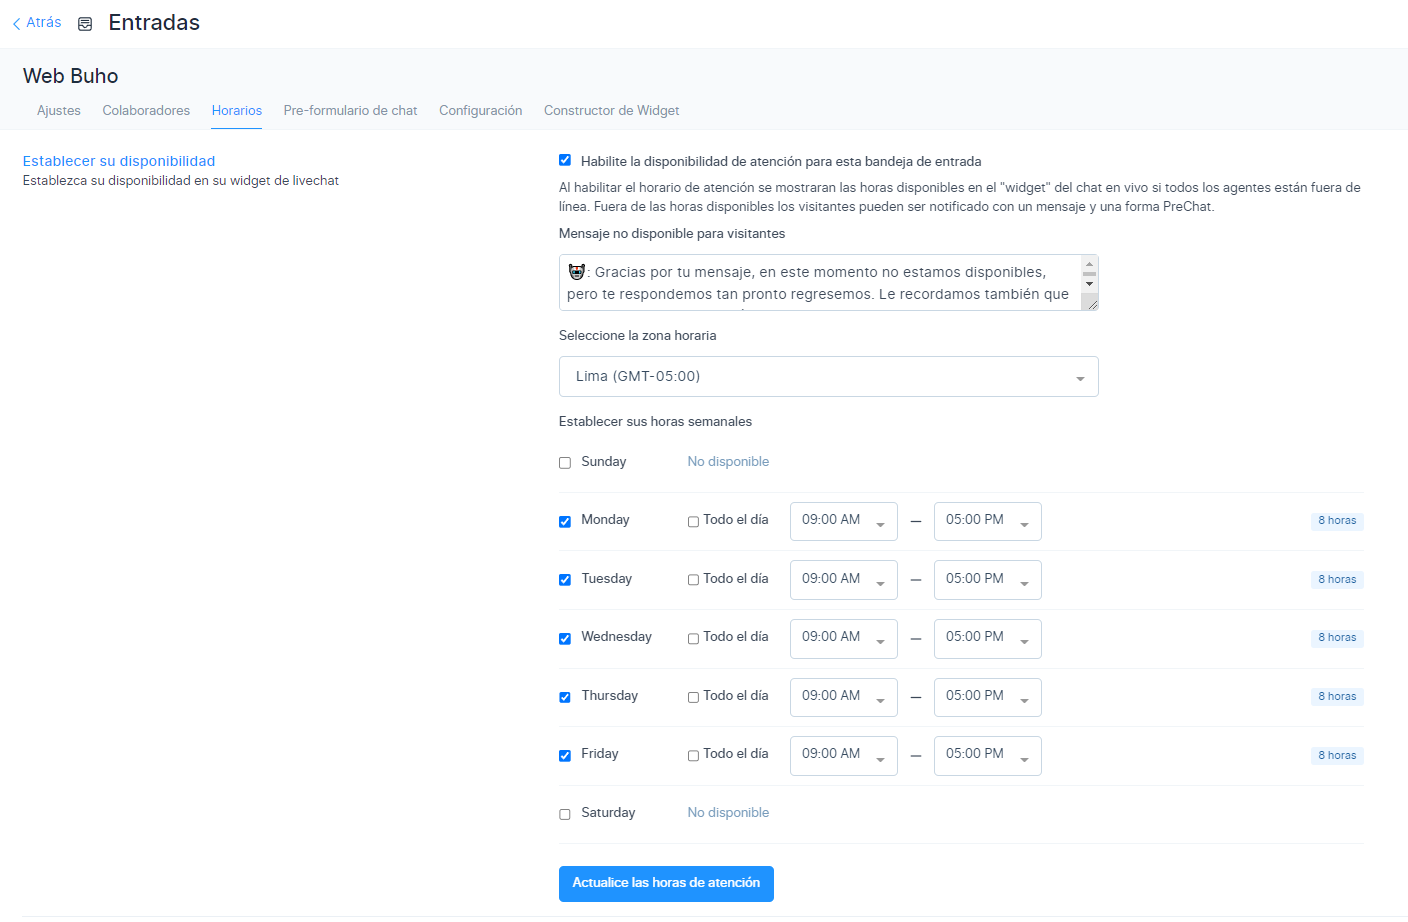 Atrás
Entradas
Web Buho
Ajustes
Colaboradores
Horarios
Pre-formulario de chat
Configuración
Constructor de Widget
Establecer su disponibilidad
Establezca su disponibilidad en su widget de livechat
Habilite la disponibilidad de atención para esta bandeja de entrada
Al habilitar el horario de atención se mostraran las horas disponibles en el "widget" del chat en vivo si todos los agentes están fuera de
línea. Fuera de las horas disponibles los visitantes pueden ser notificado con un mensaje y una forma PreChat.
Mensaje no disponible para visitantes
: Gracias por tu mensaje, en este momento no estamos disponibles,
pero te respondemos tan pronto regresemos. Le recordamos también que
Seleccione la zona horaria
Lima (GMT-05:00)
Establecer sus horas semanales
Sunday No disponible
Monday Todo el día 09:00 AM — 05:00 PM 8 horas
Tuesday Todo el día 09:00 AM — 05:00 PM 8 horas
Wednesday Todo el día 09:00 AM — 05:00 PM 8 horas
Thursday Todo el día 09:00 AM — 05:00 PM 8 horas
Friday Todo el día 09:00 AM — 05:00 PM 8 horas
Saturday No disponible
Actualice las horas de atención